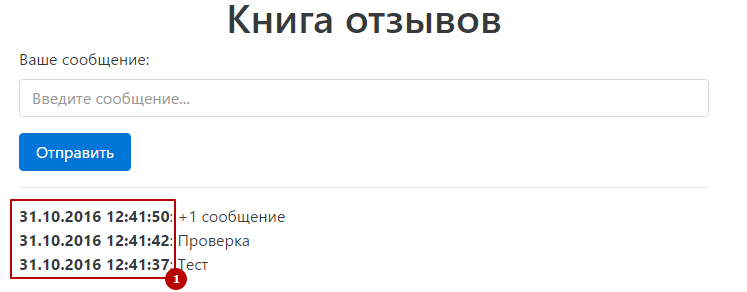 Книга отзывов
Ваше сообщение:
Введите сообщение...
Отправить
31.10.2016 12:41:50: +1 сообщение
31.10.2016 12:41:42: Проверка
31.10.2016 12:41:37: Тест
1